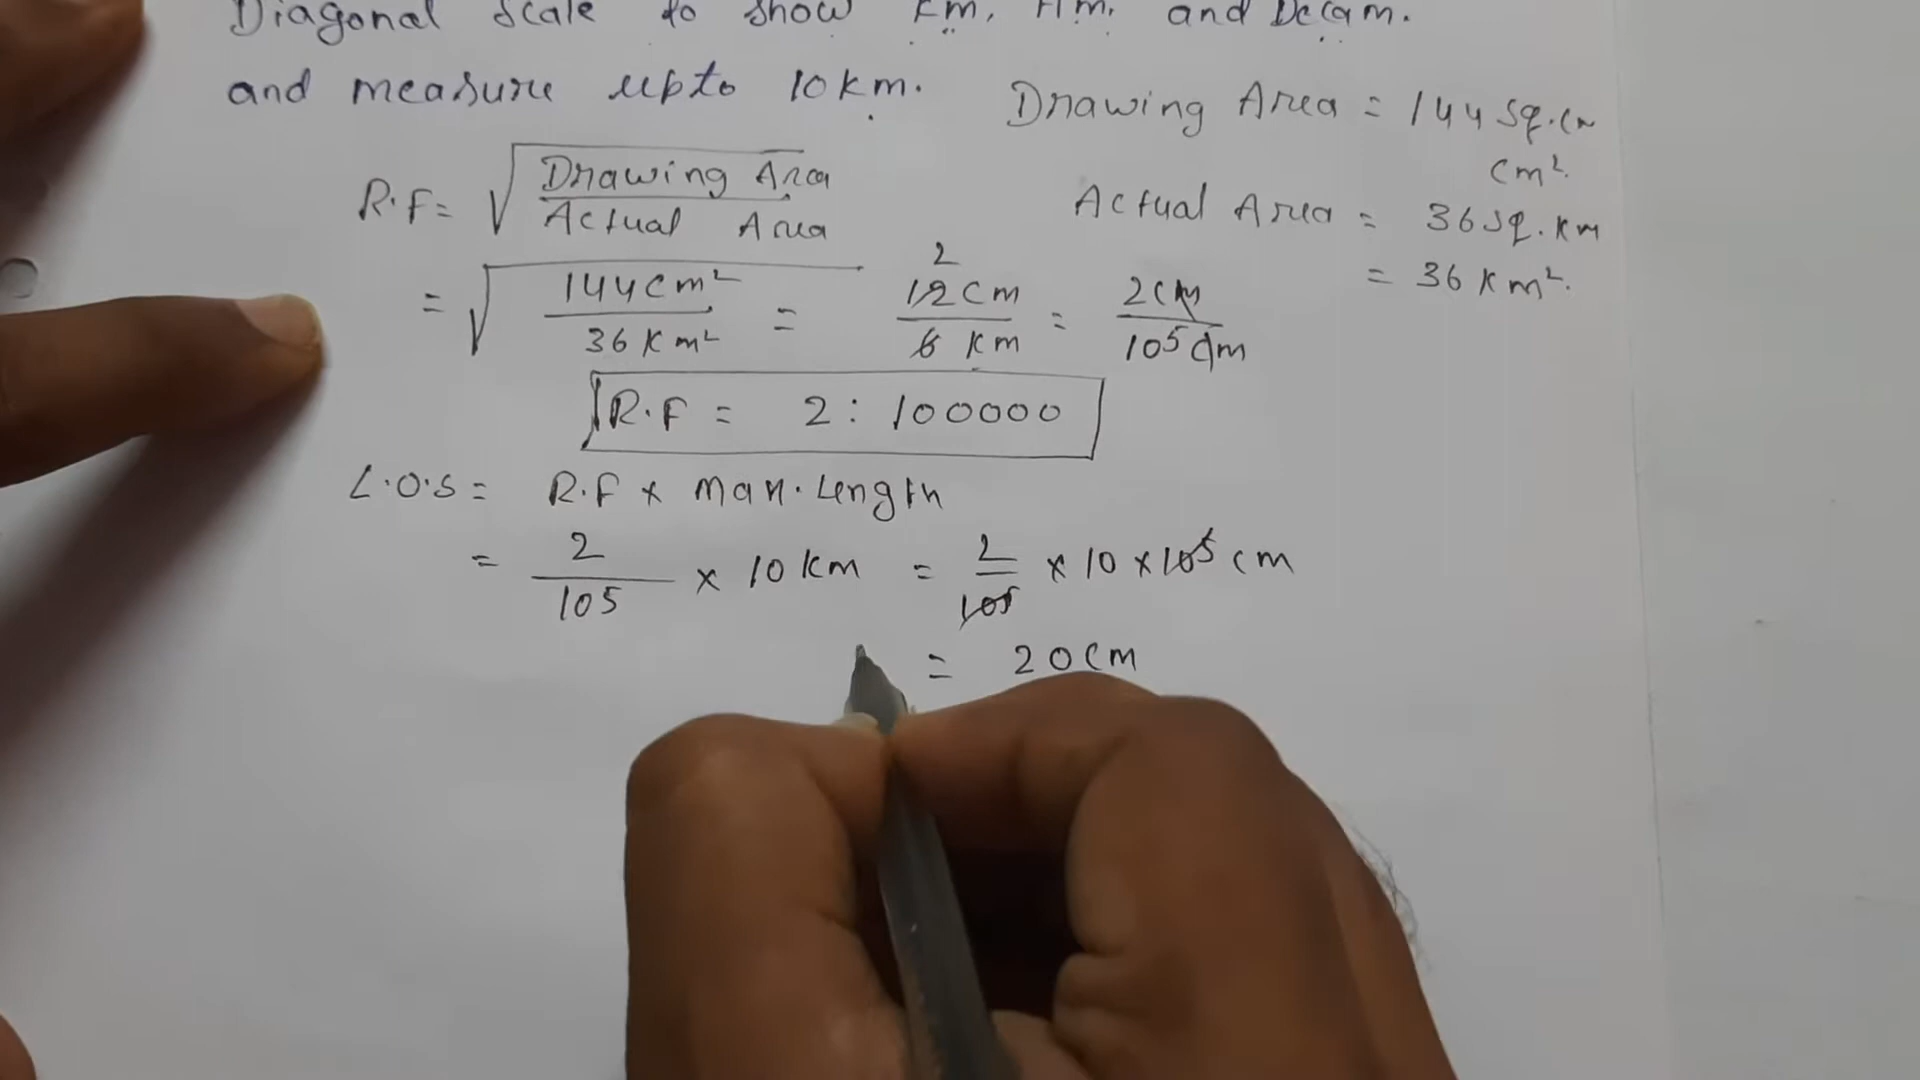 Diagonal scale to show Km, Hm. and Decam.
and measure upto 10km.
Drawing Area = 144 sq.cm
cm²
R.F = √ Drawing Area / Actual Area
Actual Area = 36 sq.km
= 36 km².
= √ 144 cm² / 36 Km² = 12 cm / 6 km = 2 cm / 10⁵ cm
2
R.F = 2 : 100000
L.O.S = R.F × max. Length
= 2 / 105 × 10 km = 2 / 10⁵ × 10 × 10⁵ cm
= 20 cm